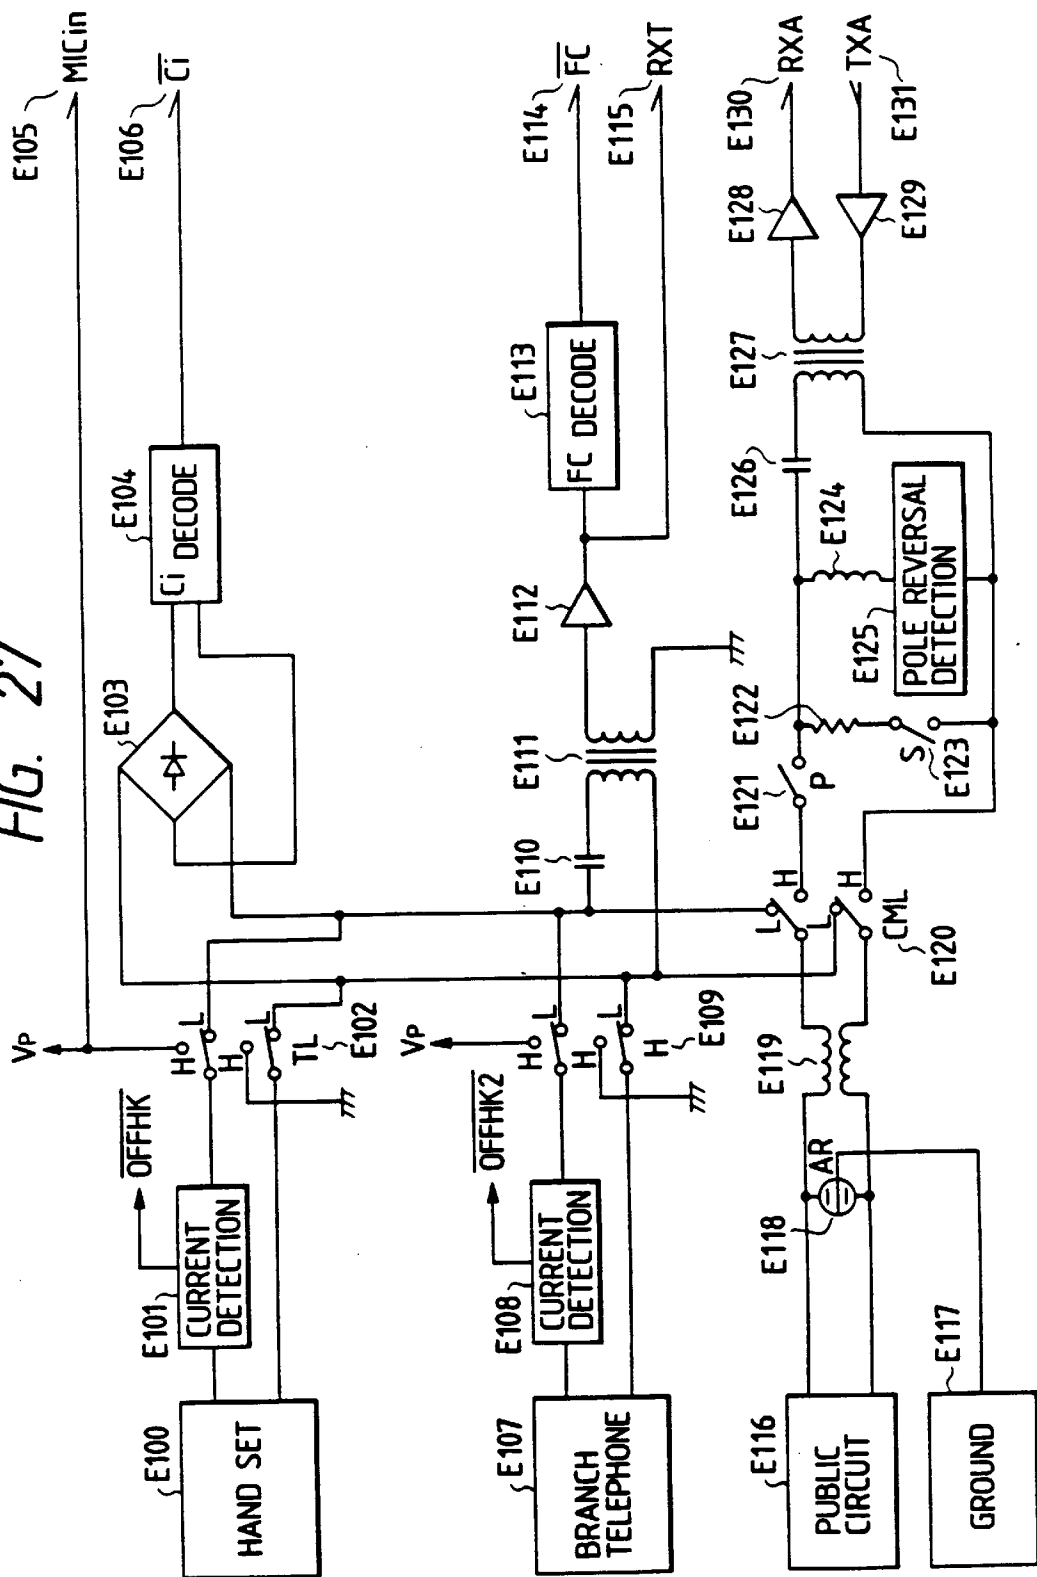 FIG. 27
E105
MICin
E106
Ci
E104
Ci DECODE
E103
VP
H
L
H
L
TL
E102
OFFHK
E101
CURRENT
DETECTION
E100
HAND SET
E114
FC
E115
RXT
E113
FC DECODE
E112
E111
E110
VP
H
L
H
L
H
E109
OFFHK2
E108
CURRENT
DETECTION
E107
BRANCH
TELEPHONE
E130
RXA
TXA
E131
E128
E129
E127
E126
E124
E125
POLE REVERSAL
DETECTION
E122
S
E123
E121
P
L
H
L
H
CML
E120
E119
AR
E118
E116
PUBLIC
CIRCUIT
E117
GROUND